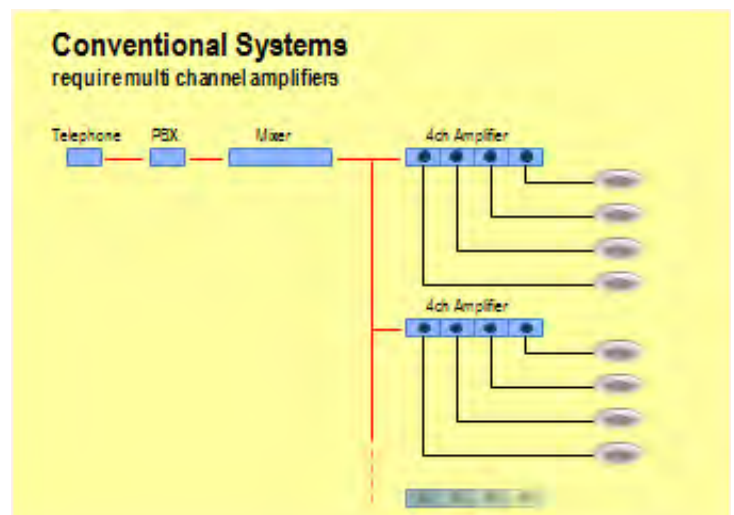 Conventional Systems
require multi channel amplifiers
Telephone PBX Mixer 4ch Amplifier
4ch Amplifier